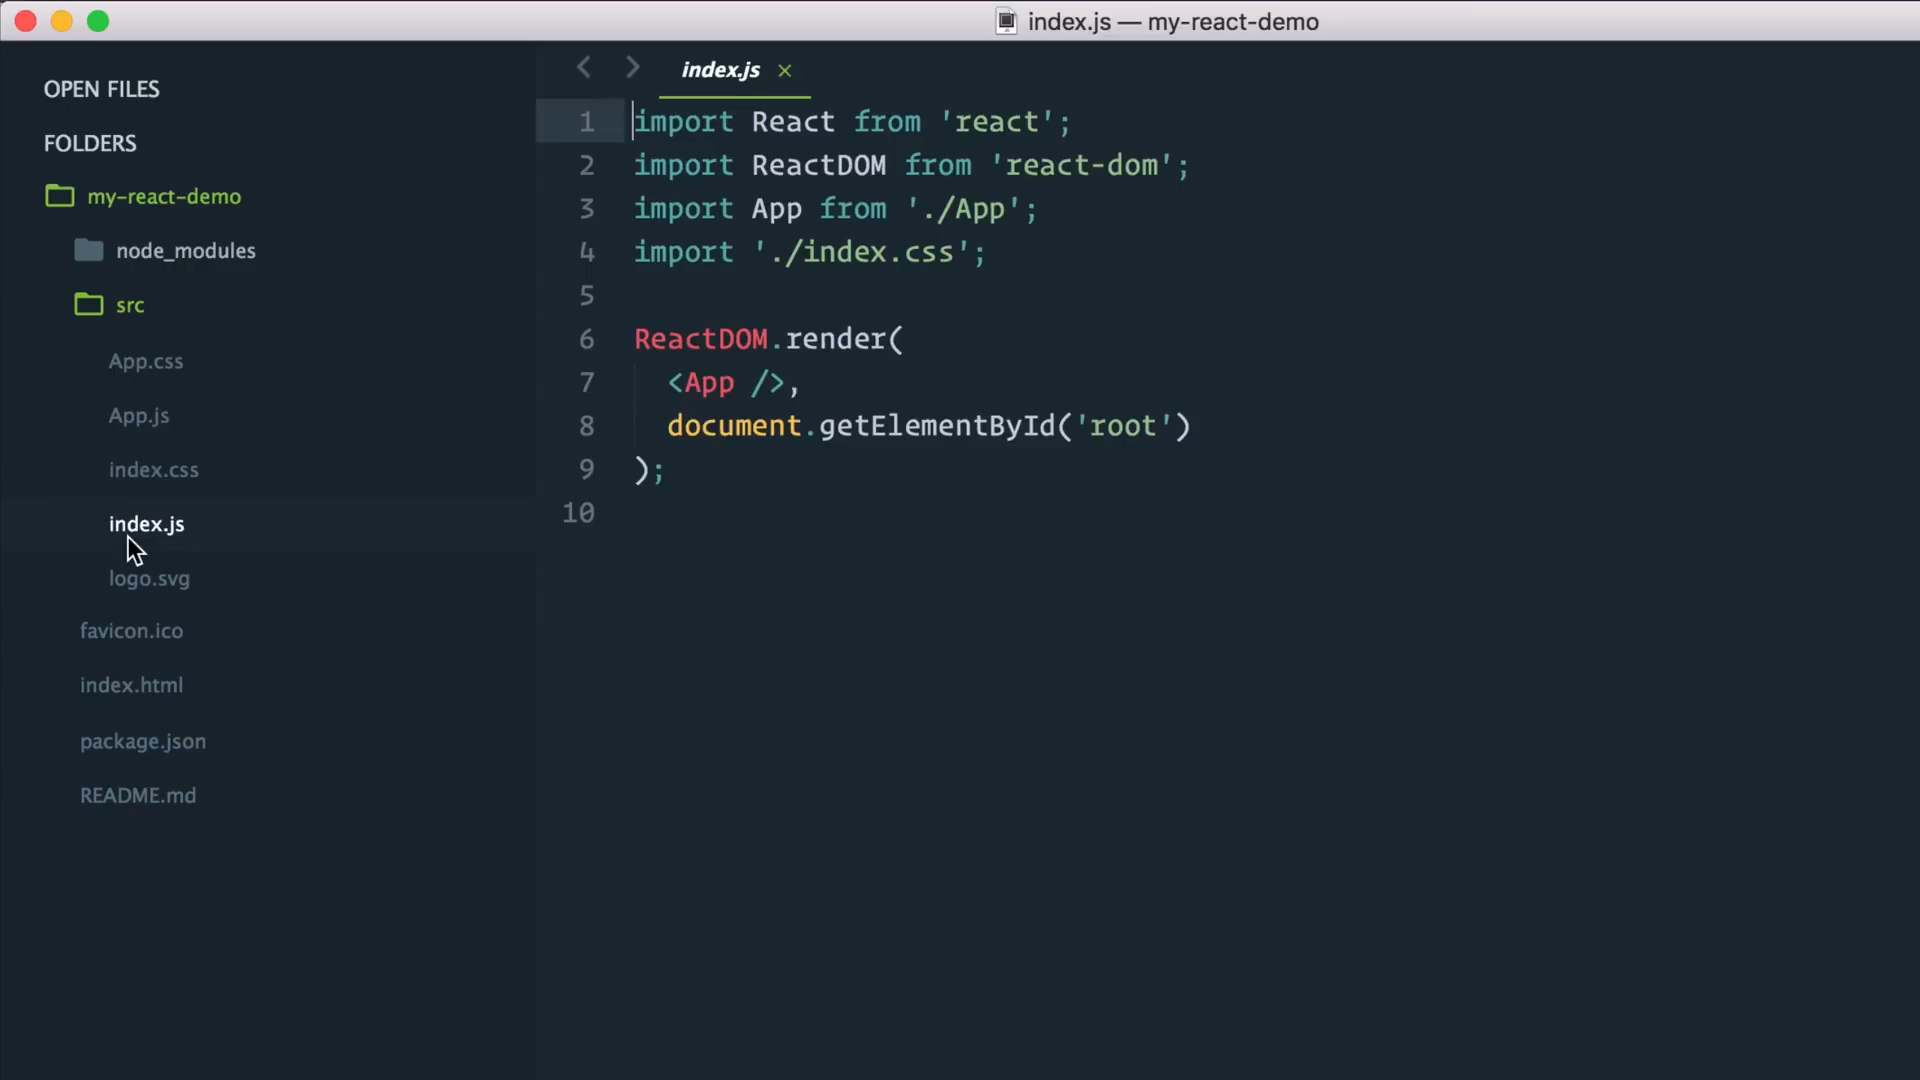 index.js — my-react-demo
OPEN FILES
FOLDERS
my-react-demo
node_modules
src
App.css
App.js
index.css
index.js
logo.svg
favicon.ico
index.html
package.json
README.md
index.js ×
1 import React from 'react';
2 import ReactDOM from 'react-dom';
3 import App from './App';
4 import './index.css';
5
6 ReactDOM.render(
7   <App />,
8   document.getElementById('root')
9 );
10